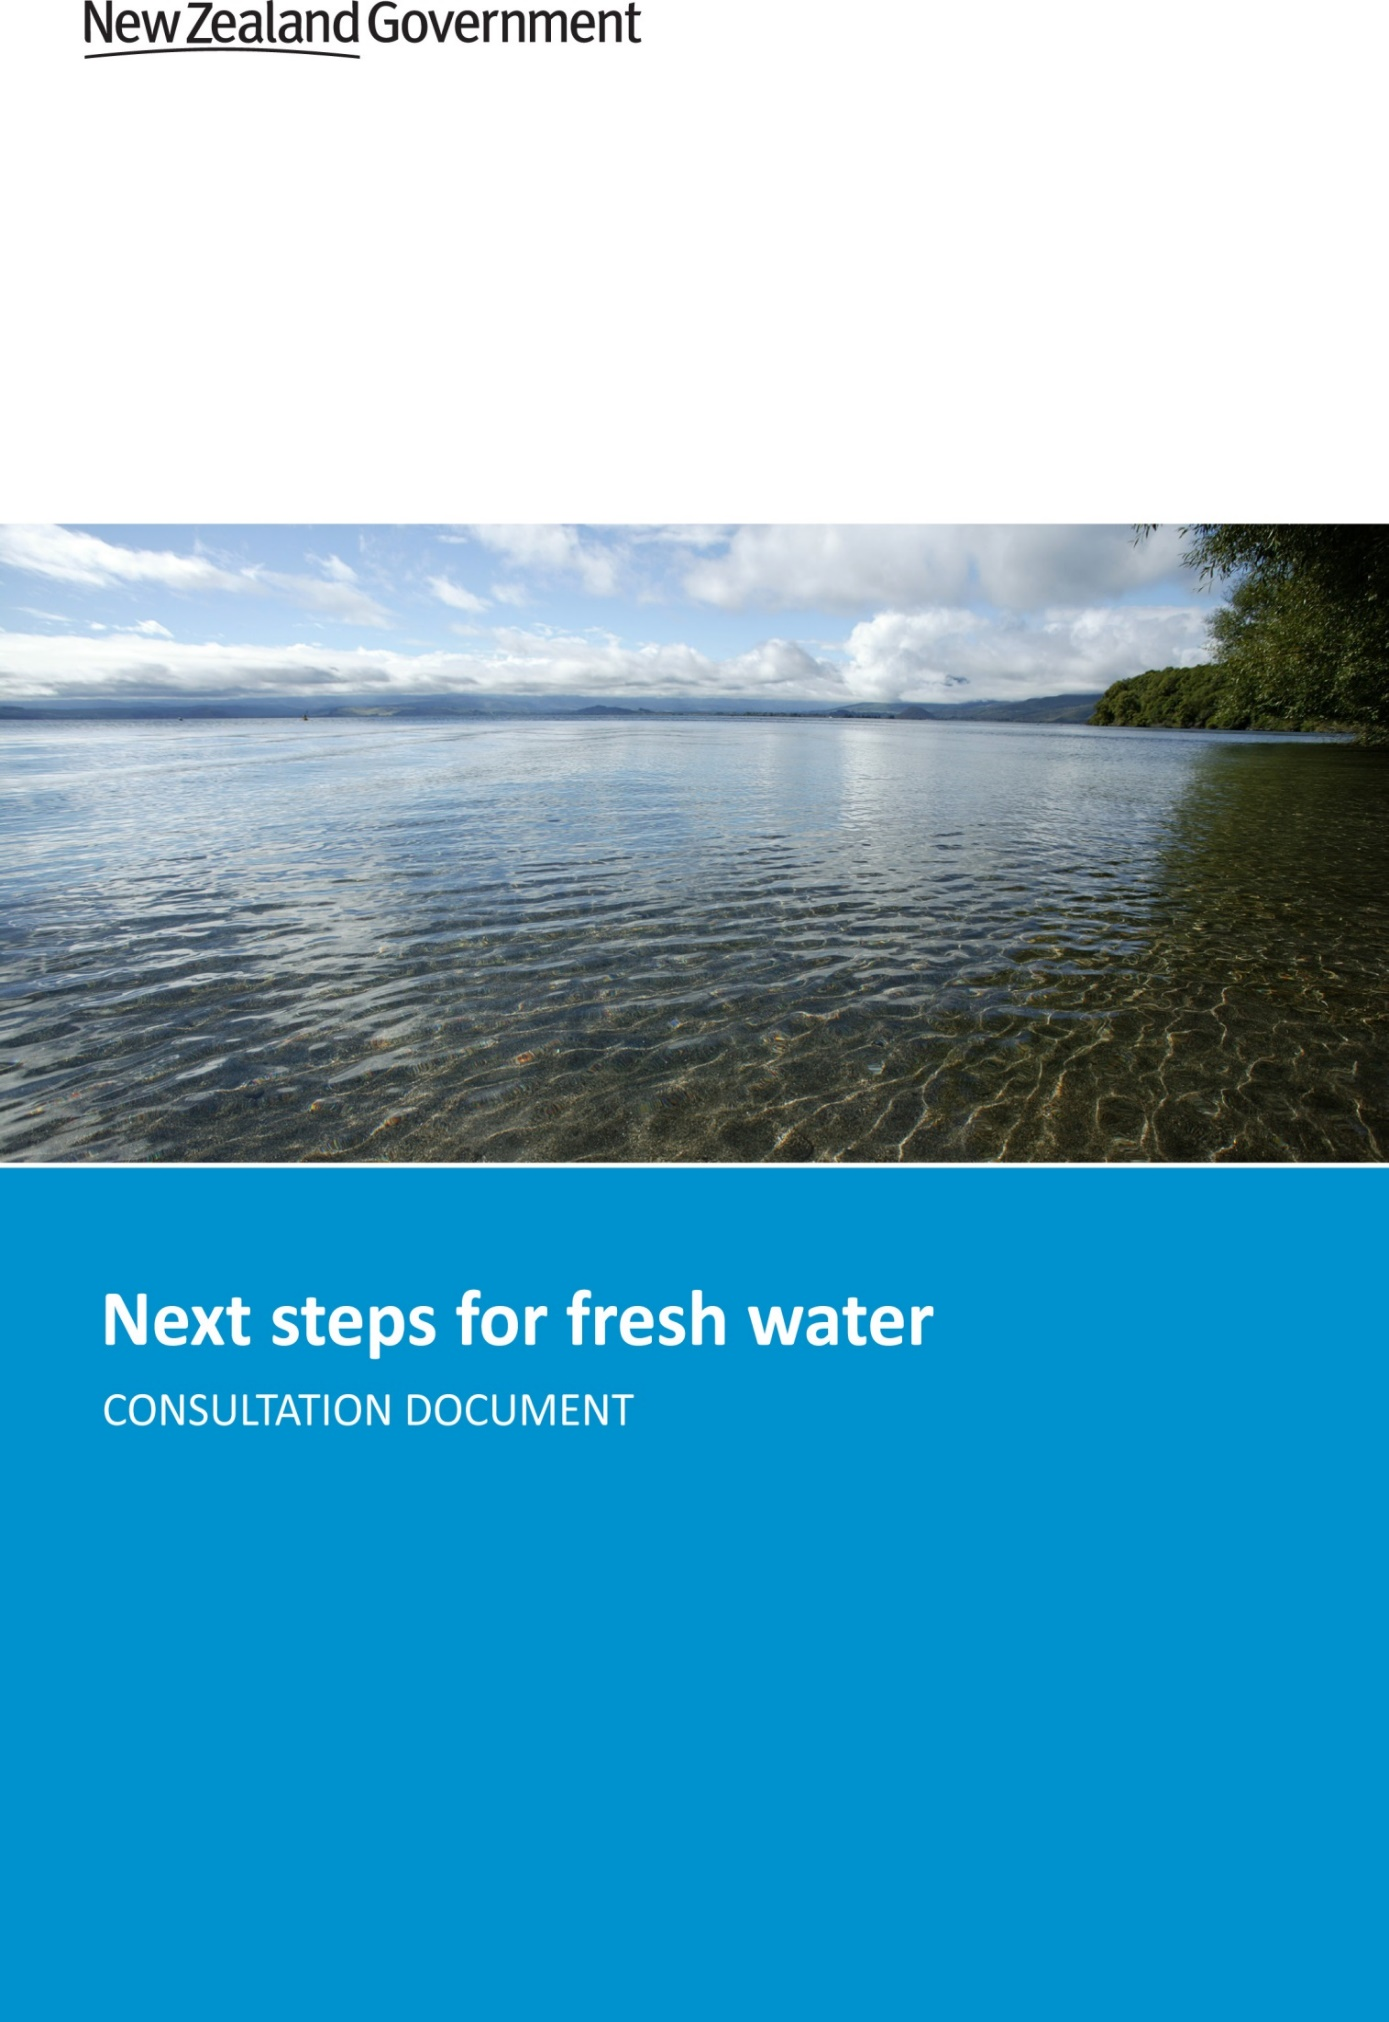 New Zealand Government
Next steps for fresh water
CONSULTATION DOCUMENT